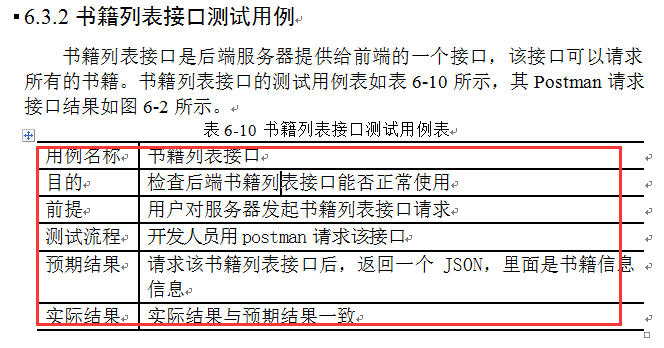 6.3.2 书籍列表接口测试用例
书籍列表接口是后端服务器提供给前端的一个接口，该接口可以请求
所有的书籍。书籍列表接口的测试用例表如表 6-10 所示，其 Postman 请求
接口结果如图 6-2 所示。
表 6-10 书籍列表接口测试用例表
用例名称 书籍列表接口
目的 检查后端书籍列表接口能否正常使用
前提 用户对服务器发起书籍列表接口请求
测试流程 开发人员用 postman 请求该接口
预期结果 请求该书籍列表接口后，返回一个 JSON，里面是书籍信息
信息
实际结果 实际结果与预期结果一致